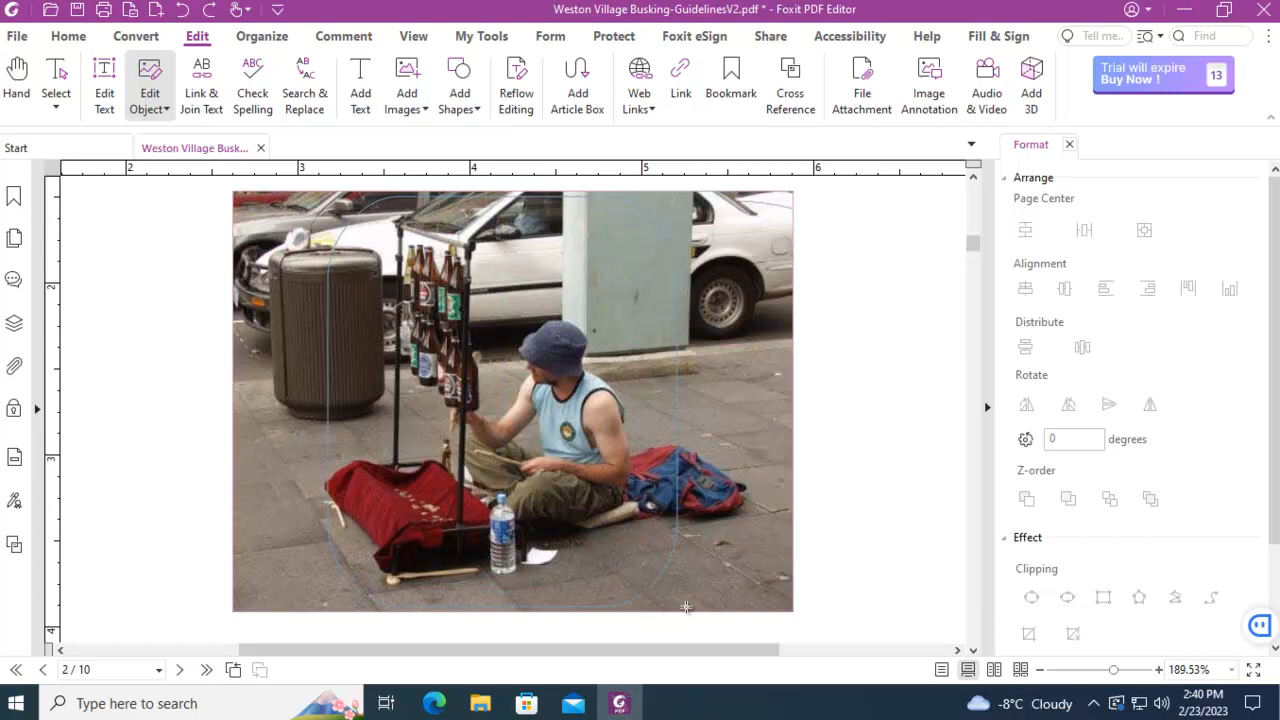 Weston Village Busking-GuidelinesV2.pdf * - Foxit PDF Editor
File
Home
Convert
Edit
Organize
Comment
View
My Tools
Form
Protect
Foxit eSign
Share
Accessibility
Help
Fill & Sign
Tell me..
Find
Hand
Select
Edit Text
Edit Object
Link & Join Text
Check Spelling
Search & Replace
Add Text
Add Images
Add Shapes
Reflow Editing
Add Article Box
Web Links
Link
Bookmark
Cross Reference
File Attachment
Image Annotation
Audio & Video
Add 3D
Trial will expire
Buy Now !
13
Start
Weston Village Busk...
Format
2 3 4 5 6
2
3
4
Arrange
Page Center
Alignment
Distribute
Rotate
0 degrees
Z-order
Effect
Clipping
2 / 10
189.53%
Type here to search
-8°C Cloudy
2:40 PM
2/23/2023